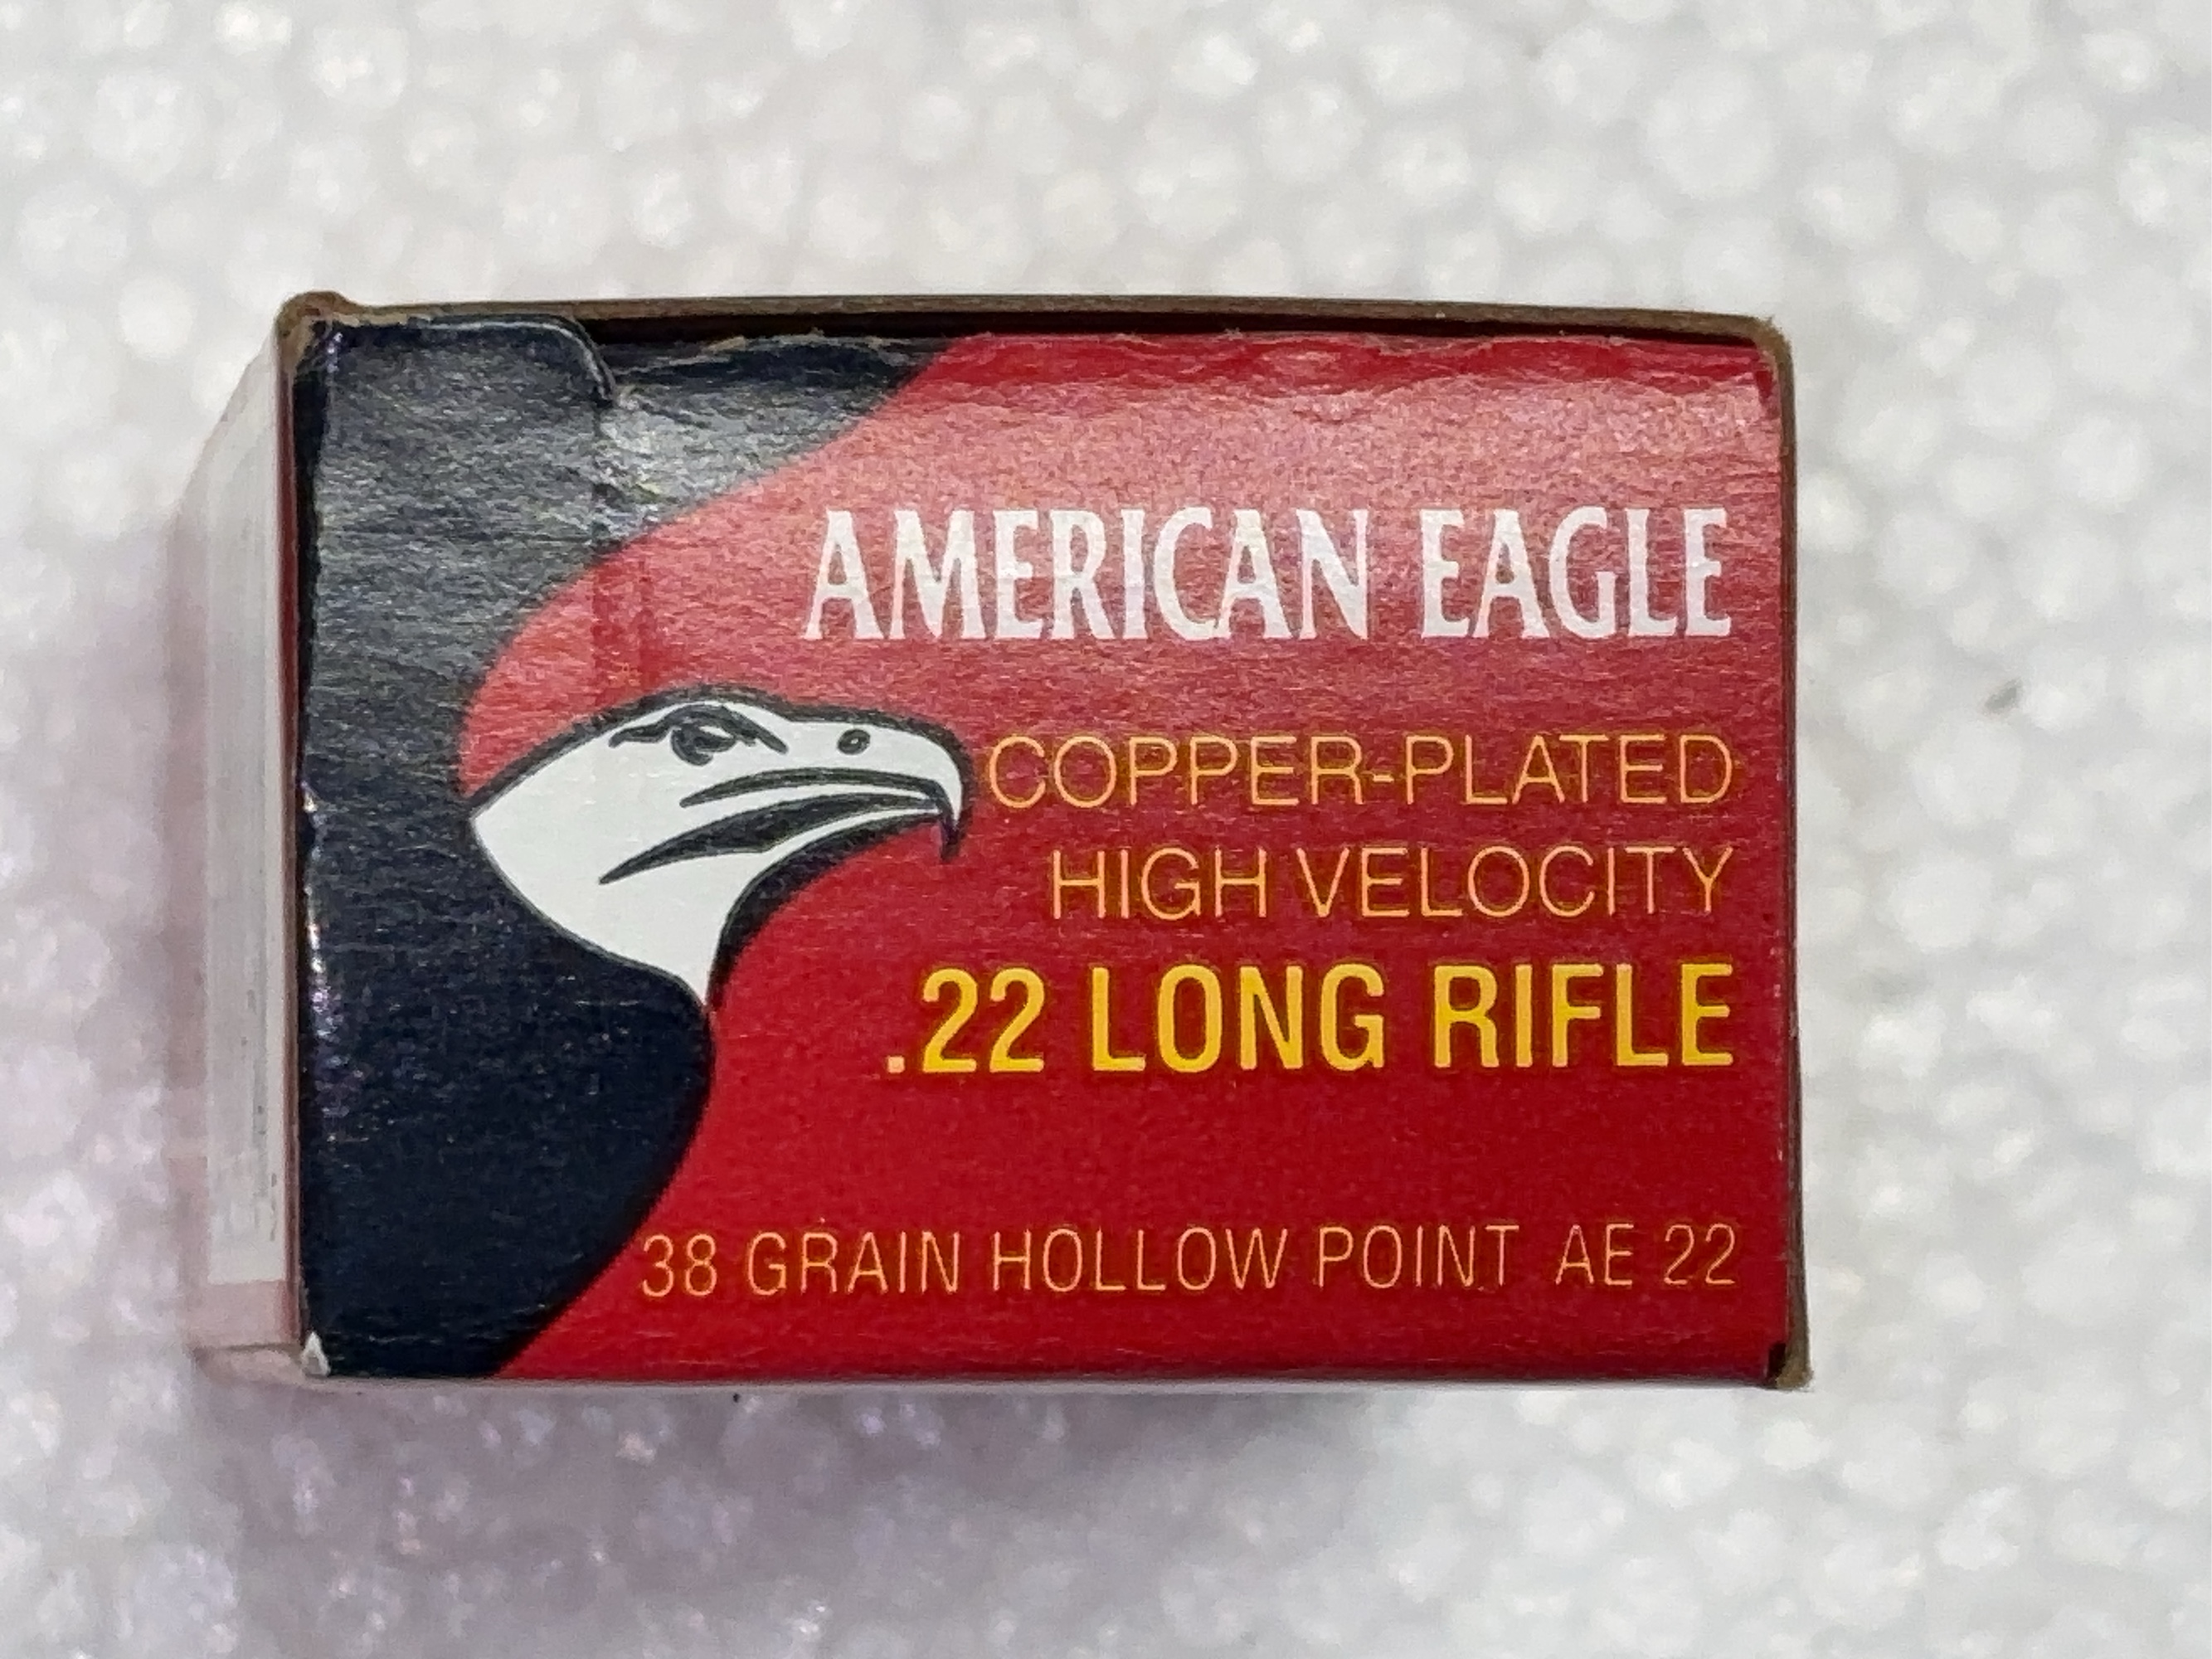 AMERICAN EAGLE
COPPER-PLATED
HIGH VELOCITY
.22 LONG RIFLE
38 GRAIN HOLLOW POINT AE 22